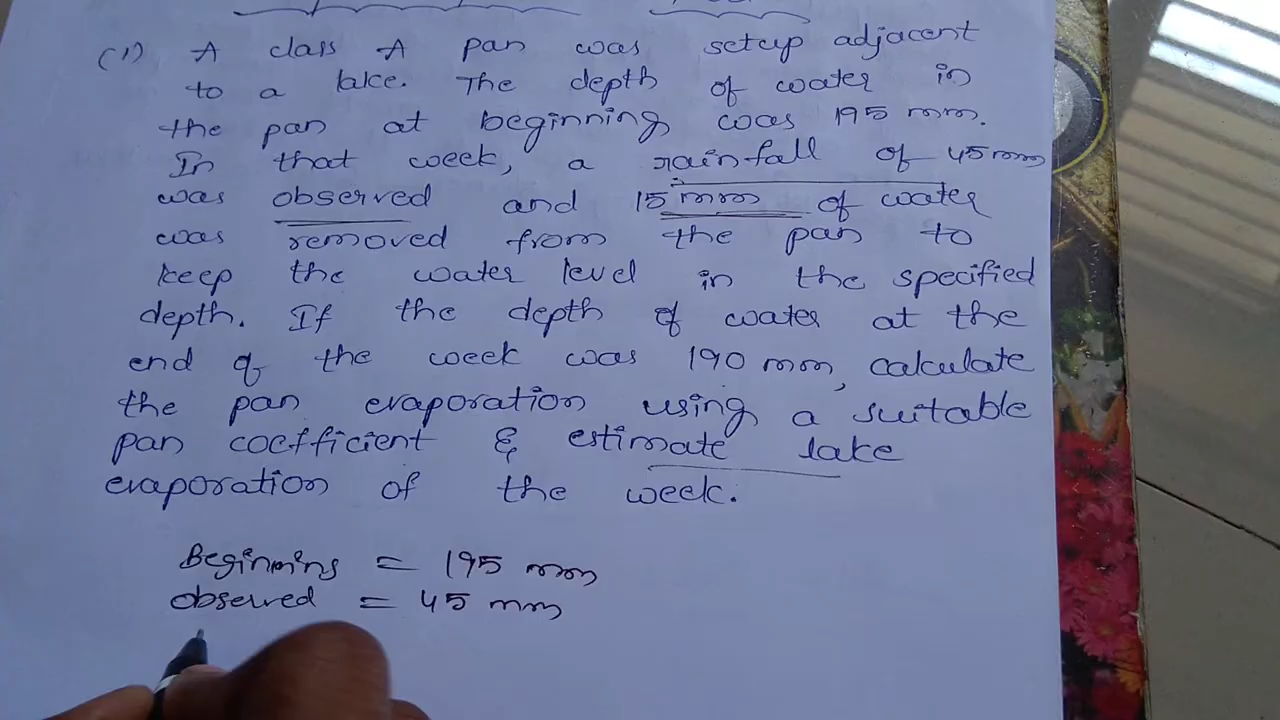 (1) A class A pan was setup adjacent
to a lake. The depth of water in
the pan at beginning was 195 mm.
In that week, a rainfall of 45mm
was observed and 15mm of water
was removed from the pan to
keep the water level in the specified
depth. If the depth of water at the
end of the week was 190 mm, calculate
the pan evaporation using a suitable
pan coefficient & estimate lake
evaporation of the week.
Beginning = 195 mm
observed = 45 mm